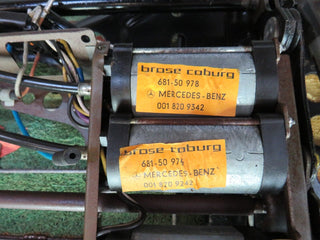 brose coburg
681-50 978
MERCEDES-BENZ
001 820 9342
brose coburg
681-50 974
MERCEDES-BENZ
001 820 9242